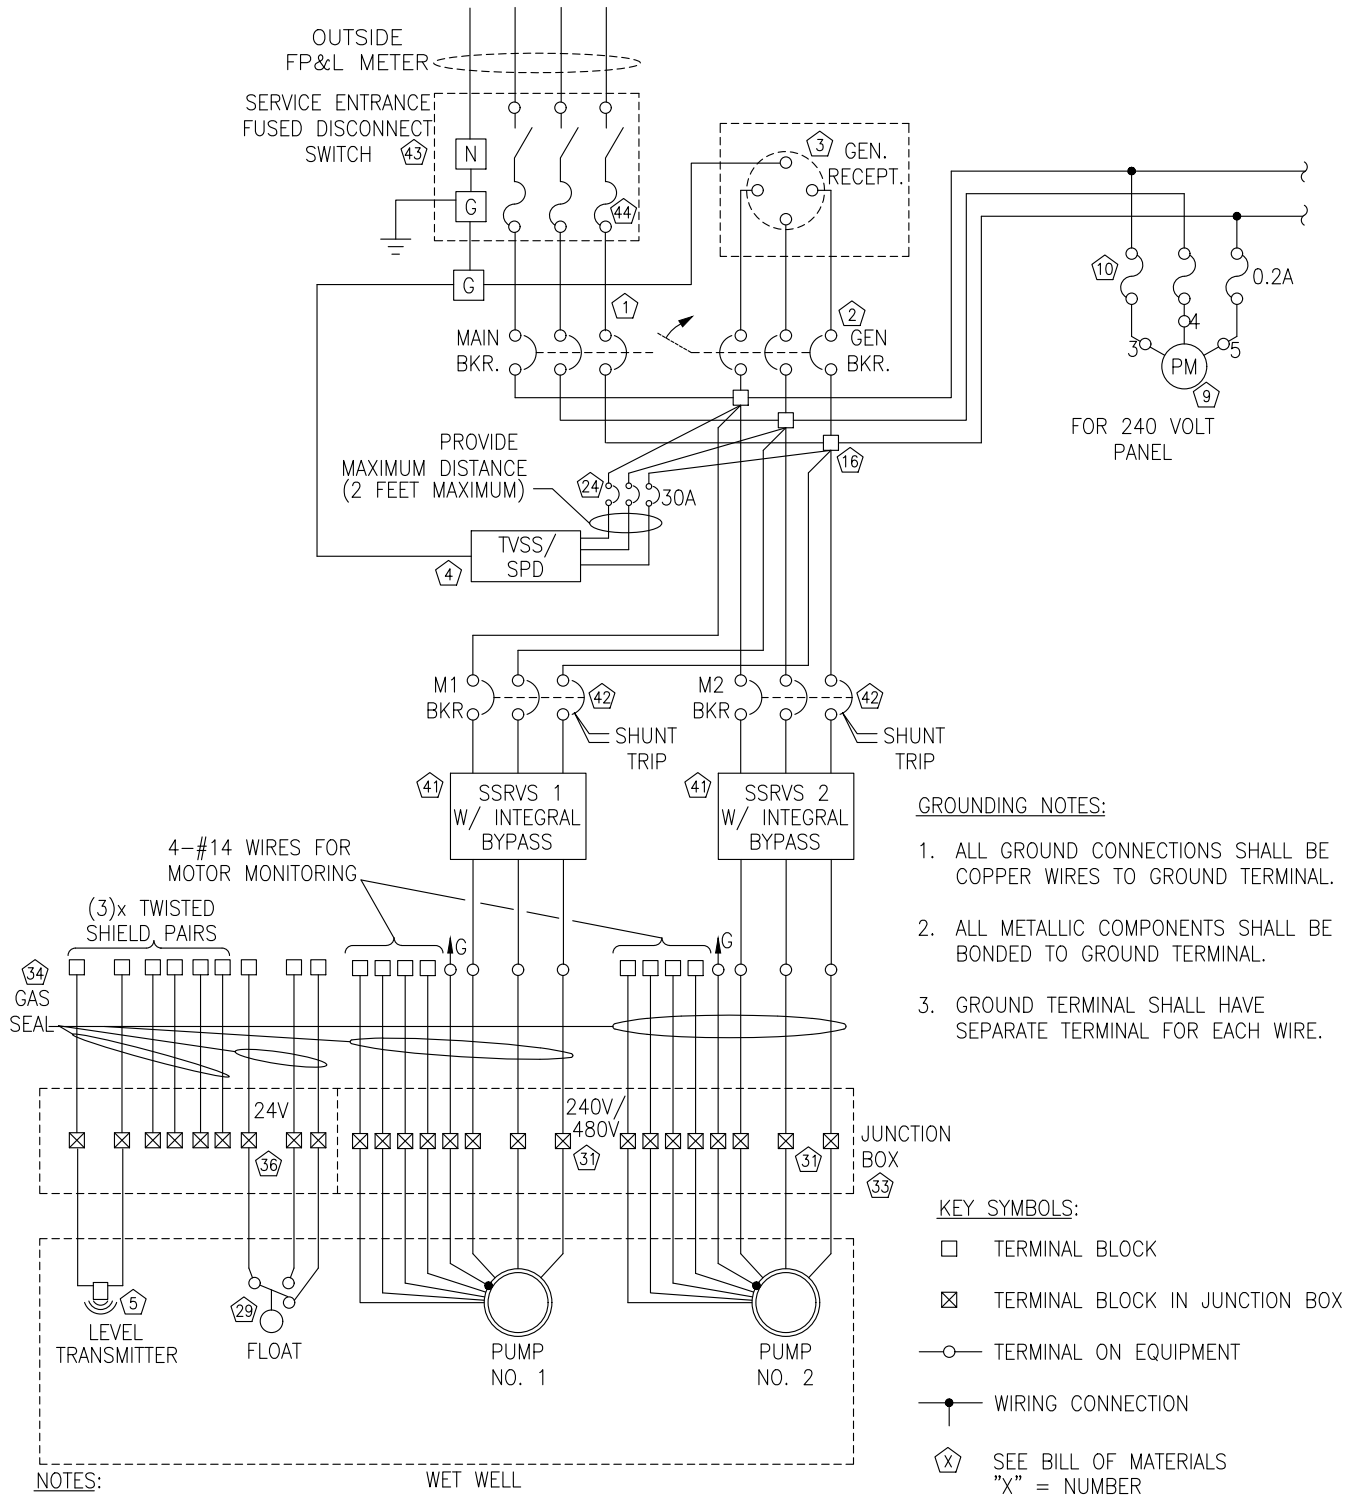 OUTSIDE
FP&L METER
SERVICE ENTRANCE
FUSED DISCONNECT
SWITCH 43
N
G
44
G
3
GEN.
RECEPT.
10
0.2A
3
4
5
PM
9
FOR 240 VOLT
PANEL
1
2
MAIN
BKR.
GEN
BKR.
16
PROVIDE
MAXIMUM DISTANCE
(2 FEET MAXIMUM)
24
30A
TVSS/
SPD
4
M1
BKR
42
SHUNT
TRIP
M2
BKR
42
SHUNT
TRIP
41
SSRVS 1
W/ INTEGRAL
BYPASS
41
SSRVS 2
W/ INTEGRAL
BYPASS
GROUNDING NOTES:
1. ALL GROUND CONNECTIONS SHALL BE
COPPER WIRES TO GROUND TERMINAL.
2. ALL METALLIC COMPONENTS SHALL BE
BONDED TO GROUND TERMINAL.
3. GROUND TERMINAL SHALL HAVE
SEPARATE TERMINAL FOR EACH WIRE.
4-#14 WIRES FOR
MOTOR MONITORING
(3)x TWISTED
SHIELD PAIRS
G
G
34
GAS
SEAL
24V
36
240V/
480V
31
31
JUNCTION
BOX
33
5
LEVEL
TRANSMITTER
29
FLOAT
PUMP
NO. 1
PUMP
NO. 2
KEY SYMBOLS:
TERMINAL BLOCK
TERMINAL BLOCK IN JUNCTION BOX
TERMINAL ON EQUIPMENT
WIRING CONNECTION
X
SEE BILL OF MATERIALS
"X" = NUMBER
NOTES:
WET WELL